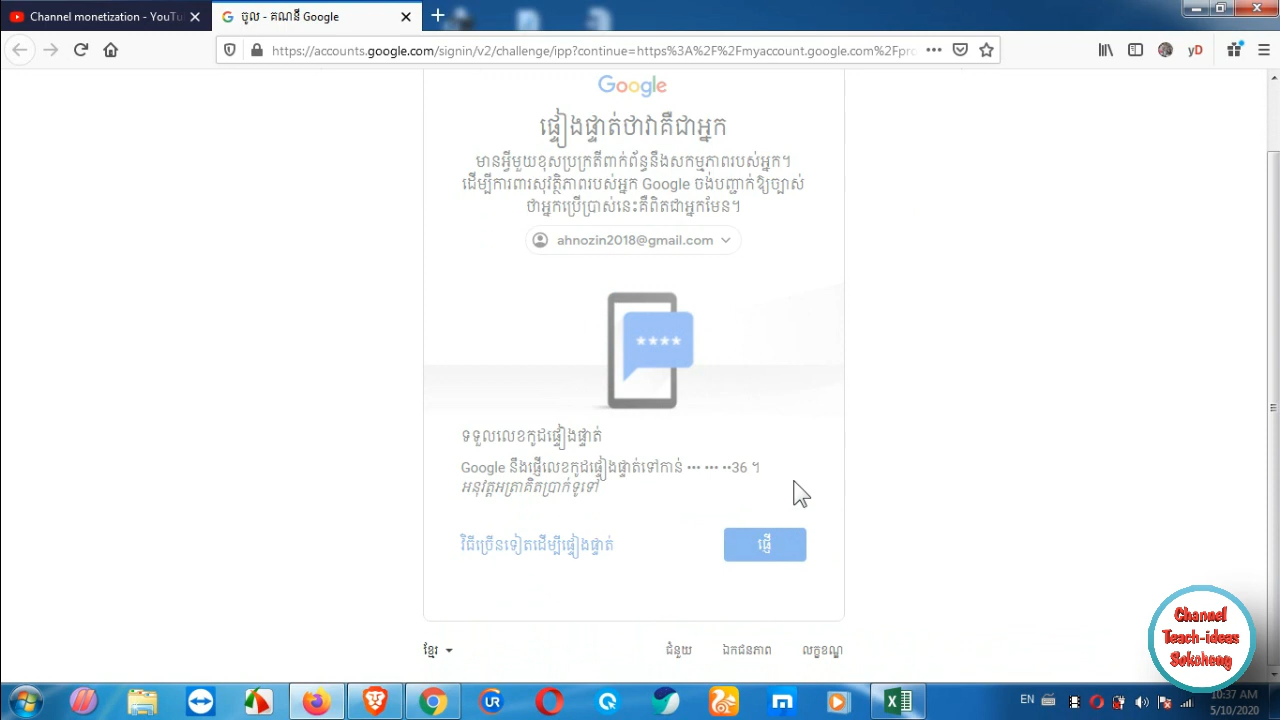 Channel monetization - YouTu
ចូល - គណនី Google
https://accounts.google.com/signin/v2/challenge/ipp?continue=https%3A%2F%2Fmyaccount.google.com%2Fpro
yD
Google
ផ្ទៀងផ្ទាត់ថាវាគឺជាអ្នក
មានអ្វីមួយខុសប្រក្រតីពាក់ព័ន្ធនឹងសកម្មភាពរបស់អ្នក។
ដើម្បីការពារសុវត្ថិភាពរបស់អ្នក Google ចង់បញ្ជាក់ឱ្យច្បាស់
ថាអ្នកប្រើប្រាស់នេះគឺពិតជាអ្នកមែន។
ahnozin2018@gmail.com
****
ទទួលលេខកូដផ្ទៀងផ្ទាត់
Google នឹងផ្ញើលេខកូដផ្ទៀងផ្ទាត់ទៅកាន់ ••• ••• ••36 ។
អនុវត្តអត្រាគិតប្រាក់ទូទៅ
វិធីច្រើនទៀតដើម្បីផ្ទៀងផ្ទាត់
ផ្ញើ
ខ្មែរ
ជំនួយ
ឯកជនភាព
លក្ខខណ្ឌ
Channel
Teach-ideas
Sokoheng
UR
EN
10:37 AM
5/10/2020